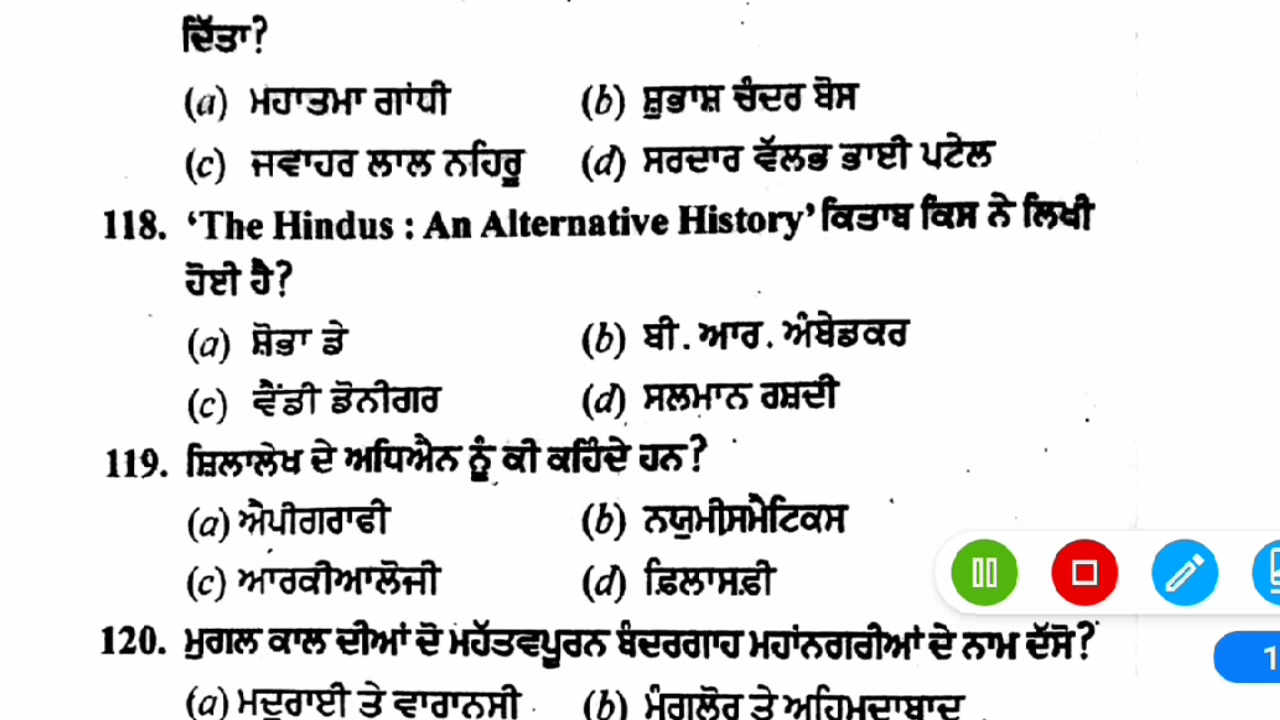 ਦਿੱਤਾ?
(a) ਮਹਾਤਮਾ ਗਾਂਧੀ (b) ਸ਼ੁਭਾਸ਼ ਚੰਦਰ ਬੋਸ
(c) ਜਵਾਹਰ ਲਾਲ ਨਹਿਰੂ (d) ਸਰਦਾਰ ਵੱਲਭ ਭਾਈ ਪਟੇਲ
118. ‘The Hindus : An Alternative History’ ਕਿਤਾਬ ਕਿਸ ਨੇ ਲਿਖੀ
ਹੋਈ ਹੈ?
(a) ਸ਼ੋਭਾ ਡੇ (b) ਬੀ. ਆਰ. ਅੰਬੇਡਕਰ
(c) ਵੈਂਡੀ ਡੋਨੀਗਰ (d) ਸਲਮਾਨ ਰਸ਼ਦੀ
119. ਸ਼ਿਲਾਲੇਖ ਦੇ ਅਧਿਐਨ ਨੂੰ ਕੀ ਕਹਿੰਦੇ ਹਨ?
(a) ਐਪੀਗਰਾਫੀ (b) ਨਯੁਮੀਸਮੈਟਿਕਸ
(c) ਆਰਕੀਆਲੋਜੀ (d) ਫ਼ਿਲਾਸਫ਼ੀ
120. ਮੁਗਲ ਕਾਲ ਦੀਆਂ ਦੋ ਮਹੱਤਵਪੂਰਨ ਬੰਦਰਗਾਹ ਮਹਾਂਨਗਰੀਆਂ ਦੇ ਨਾਮ ਦੱਸੋ?
(a) ਮਦੁਰਾਈ ਤੇ ਵਾਰਾਨਸੀ (b) ਮੰਗਲੋਰ ਤੇ ਅਹਿਮਦਾਬਾਦ